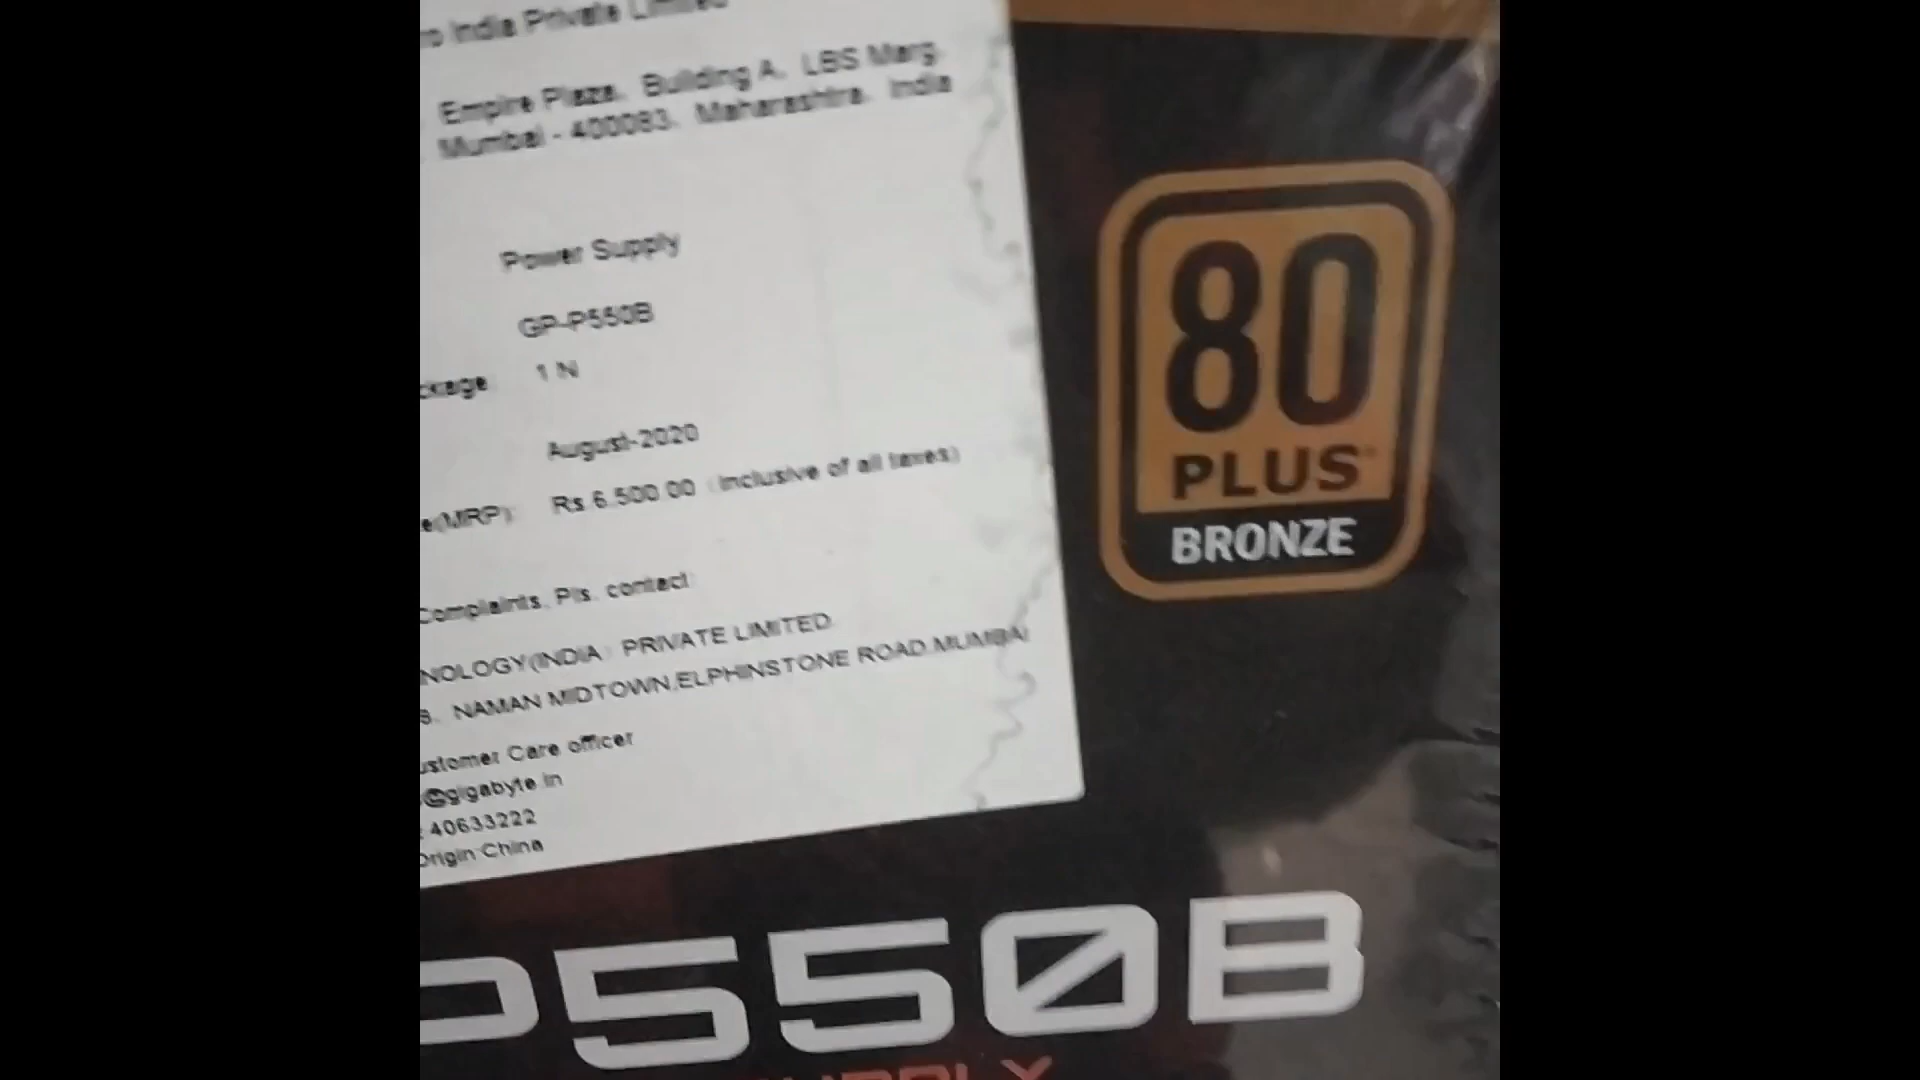 o India Private Limited
Empire Plaza, Building A, LBS Marg,
Mumbai - 400083, Maharashtra, India
Power Supply
GP-P550B
ckage 1 N
August-2020
e(MRP): Rs 6,500.00 (Inclusive of all taxes)
Complaints, Pls. contact
NOLOGY(INDIA) PRIVATE LIMITED
8, NAMAN MIDTOWN,ELPHINSTONE ROAD,MUMBAI
ustomer Care officer
@gigabyte.in
: 40633222
Origin:China
80
PLUS
BRONZE
P550B
SUPPLY